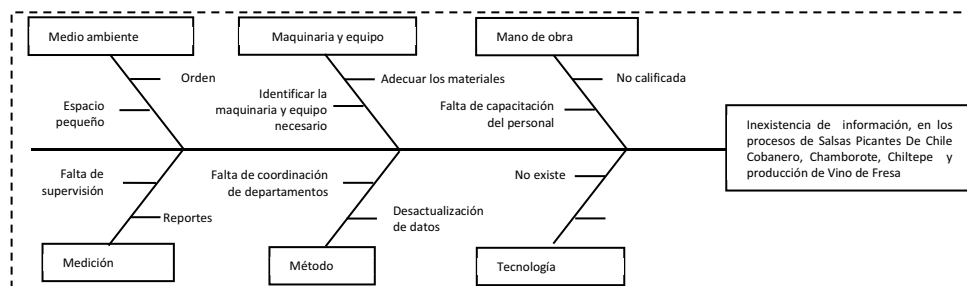 Medio ambiente
Maquinaria y equipo
Mano de obra
Orden
Espacio
pequeño
Adecuar los materiales
Identificar la
maquinaria y equipo
necesario
No calificada
Falta de capacitación
del personal
Inexistencia de información, en los
procesos de Salsas Picantes De Chile
Cobanero, Chamborote, Chiltepe y
producción de Vino de Fresa
Falta de
supervisión
Reportes
Falta de coordinación
de departamentos
Desactualización
de datos
No existe
Medición
Método
Tecnología